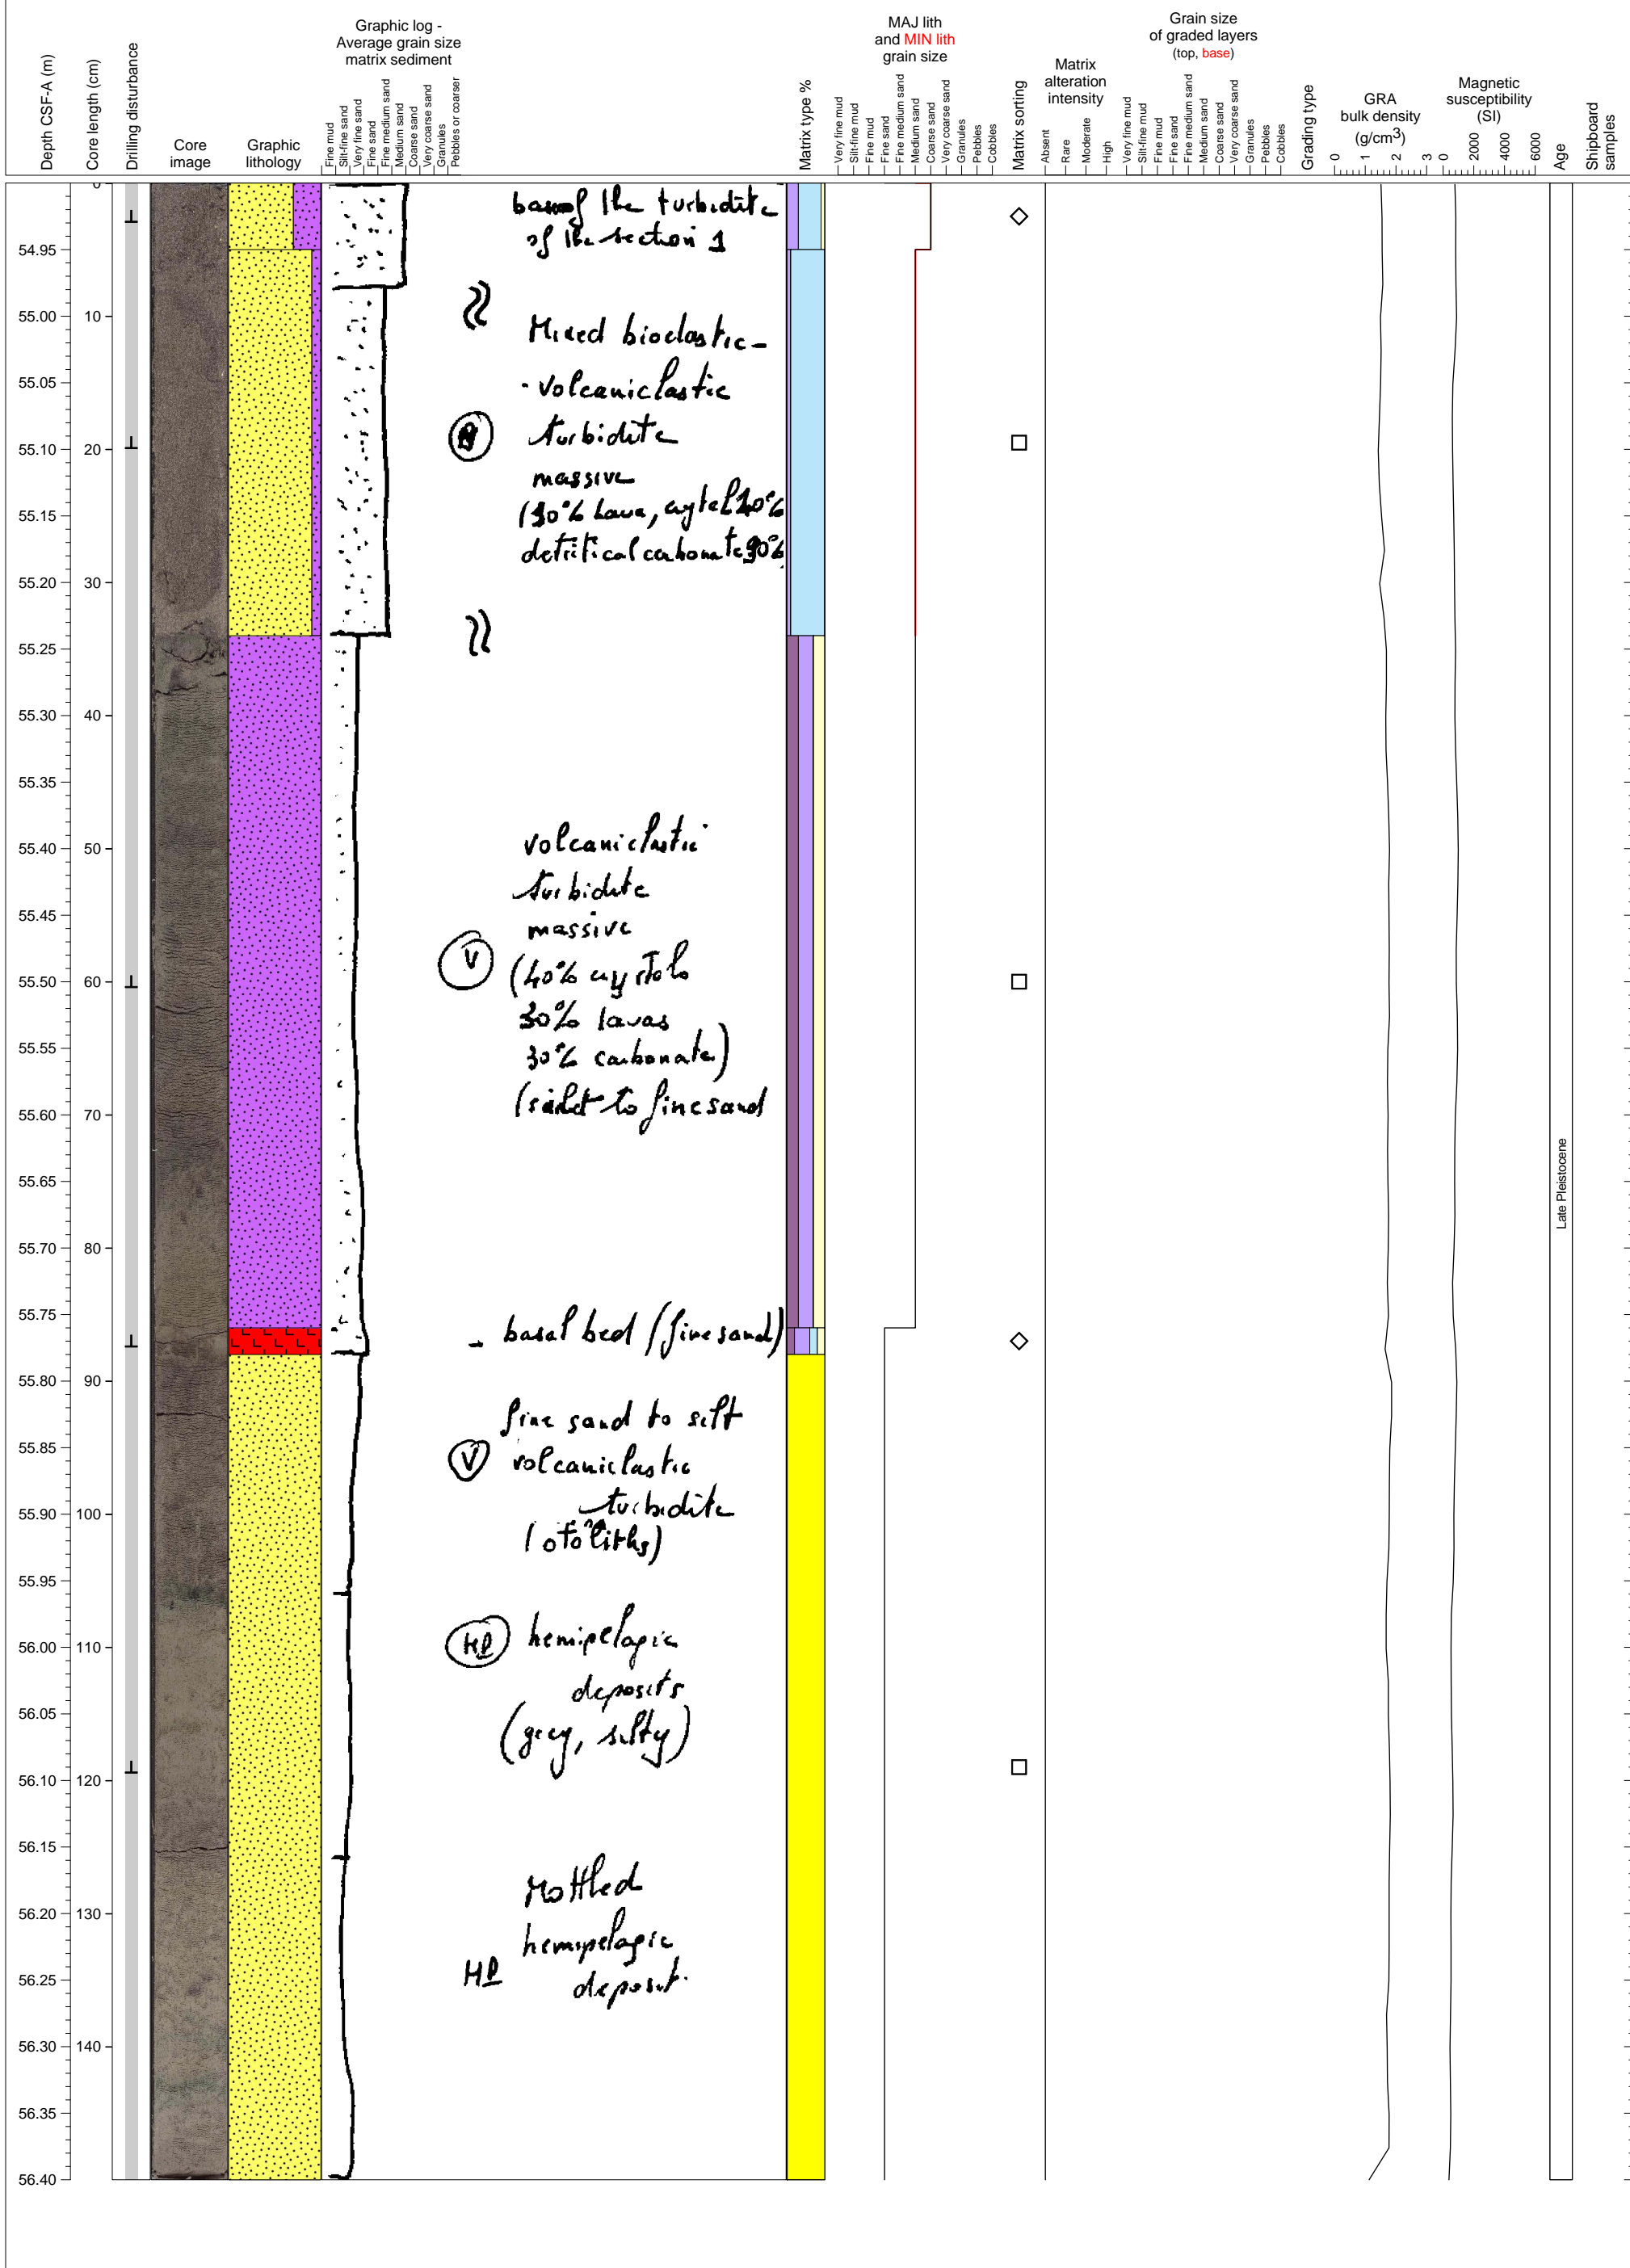 Graphic log -
Average grain size
matrix sediment
MAJ lith
and MIN lith
grain size
Grain size
of graded layers
(top, base)
Depth CSF-A (m)
Core length (cm)
Drilling disturbance
Core
image
Graphic
lithology
Fine mud
Silt-fine sand
Very fine sand
Fine sand
Fine medium sand
Medium sand
Coarse sand
Very coarse sand
Granules
Pebbles or coarser
Matrix type %
Very fine mud
Silt-fine mud
Fine mud
Fine sand
Fine medium sand
Medium sand
Coarse sand
Very coarse sand
Granules
Pebbles
Cobbles
Matrix sorting
Matrix
alteration
intensity
Absent
Rare
Moderate
High
Very fine mud
Silt-fine mud
Fine mud
Fine sand
Fine medium sand
Medium sand
Coarse sand
Very coarse sand
Granules
Pebbles
Cobbles
Grading type
GRA
bulk density
(g/cm3)
0 1 2 3
Magnetic
susceptibility
(SI)
0 2000 4000 6000
Age
Shipboard
samples
0
of the turbidite
of the section 1
54.95
55.00 10
Mixed bioclastic-
- volcaniclastic
55.05
55.10 20
turbidite
massive
55.15
detritical carbonate 90%
55.20 30
55.25
55.30 40
55.35
55.40 50
volcaniclastic
turbidite
55.45
massive
V
55.50 60
(40% crystals
30% lavas
55.55
30% carbonate)
55.60 70
to fine sand
55.65
Late Pleistocene
55.70 80
55.75
- basal bed (fine sand)
55.80 90
fine sand to silt
55.85
V volcaniclastic
55.90 100
turbidite
(otoliths)
55.95
56.00 110
HP hemipelagic
deposits
56.05
(grey, silty)
56.10 120
56.15
56.20 130
Mottled
hemipelagic
56.25
HP deposit.
56.30 140
56.35
56.40